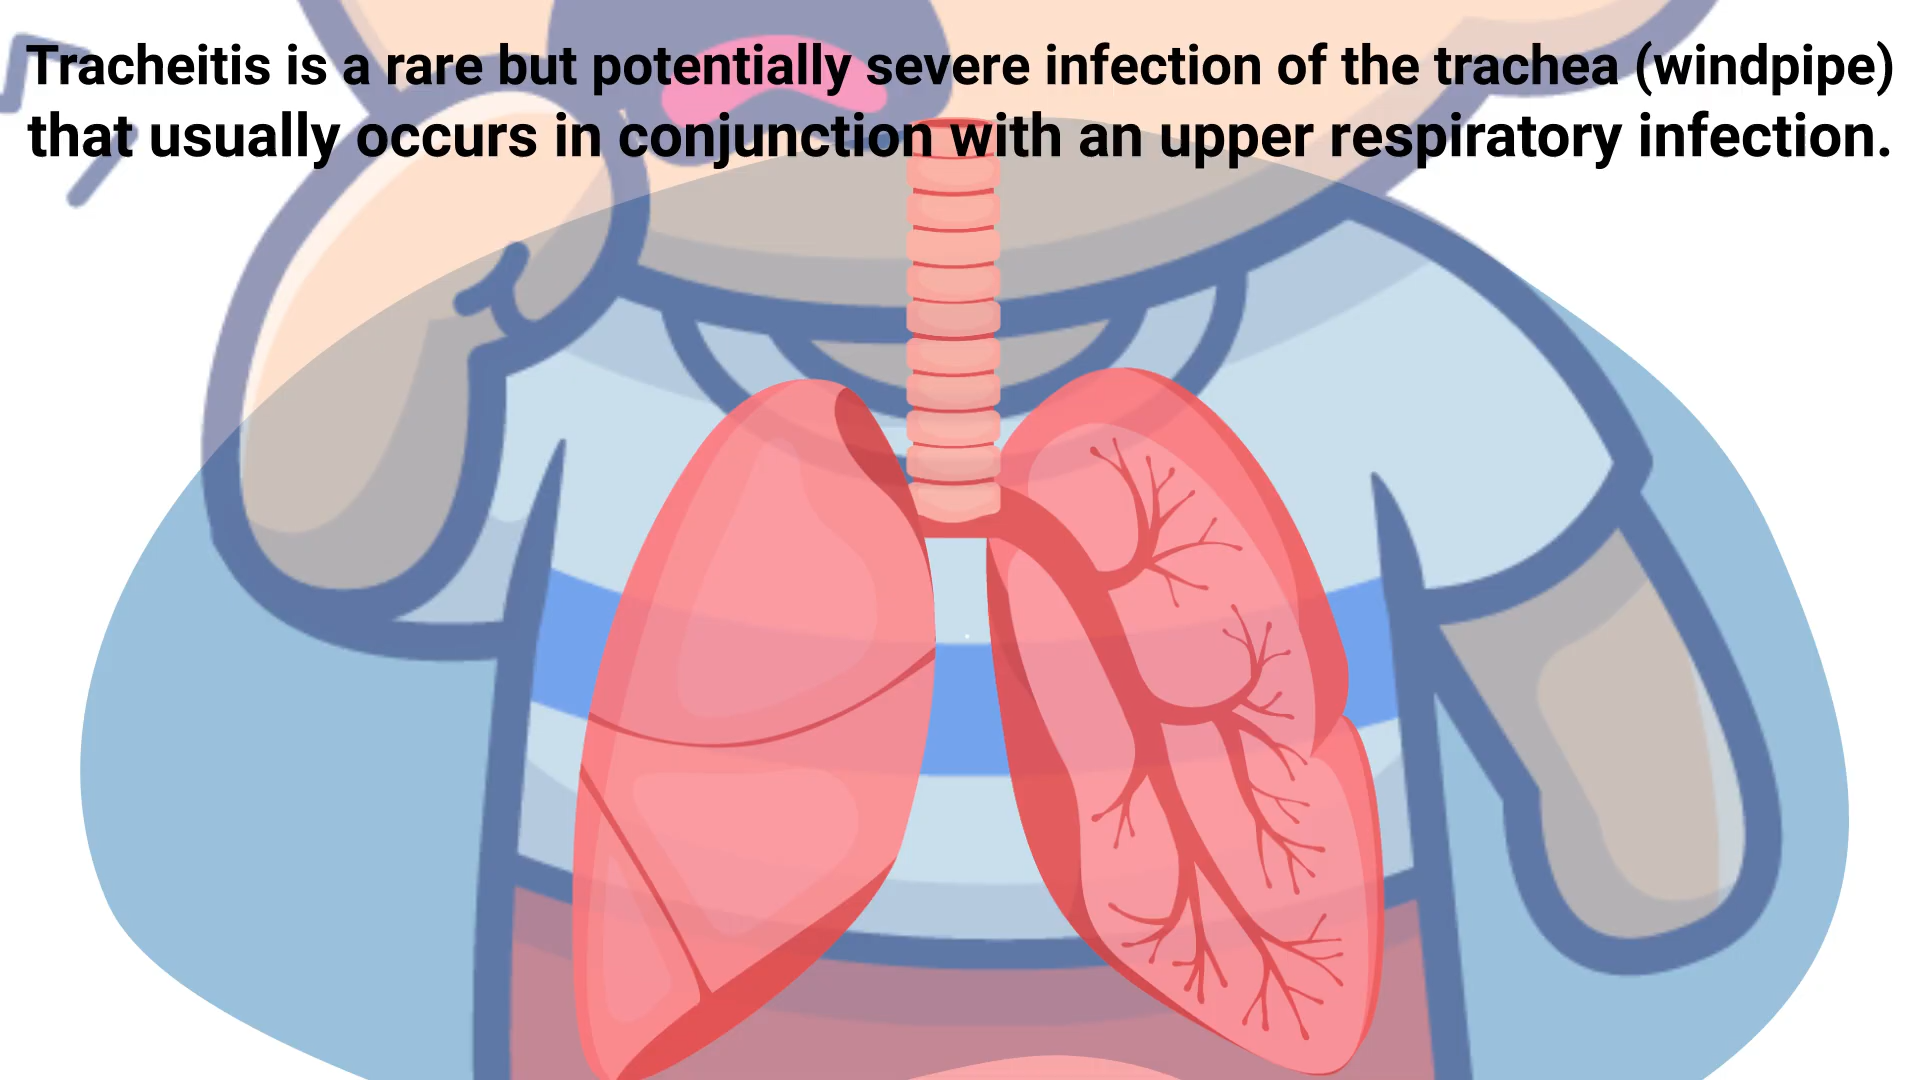 Tracheitis is a rare but potentially severe infection of the trachea (windpipe)
that usually occurs in conjunction with an upper respiratory infection.